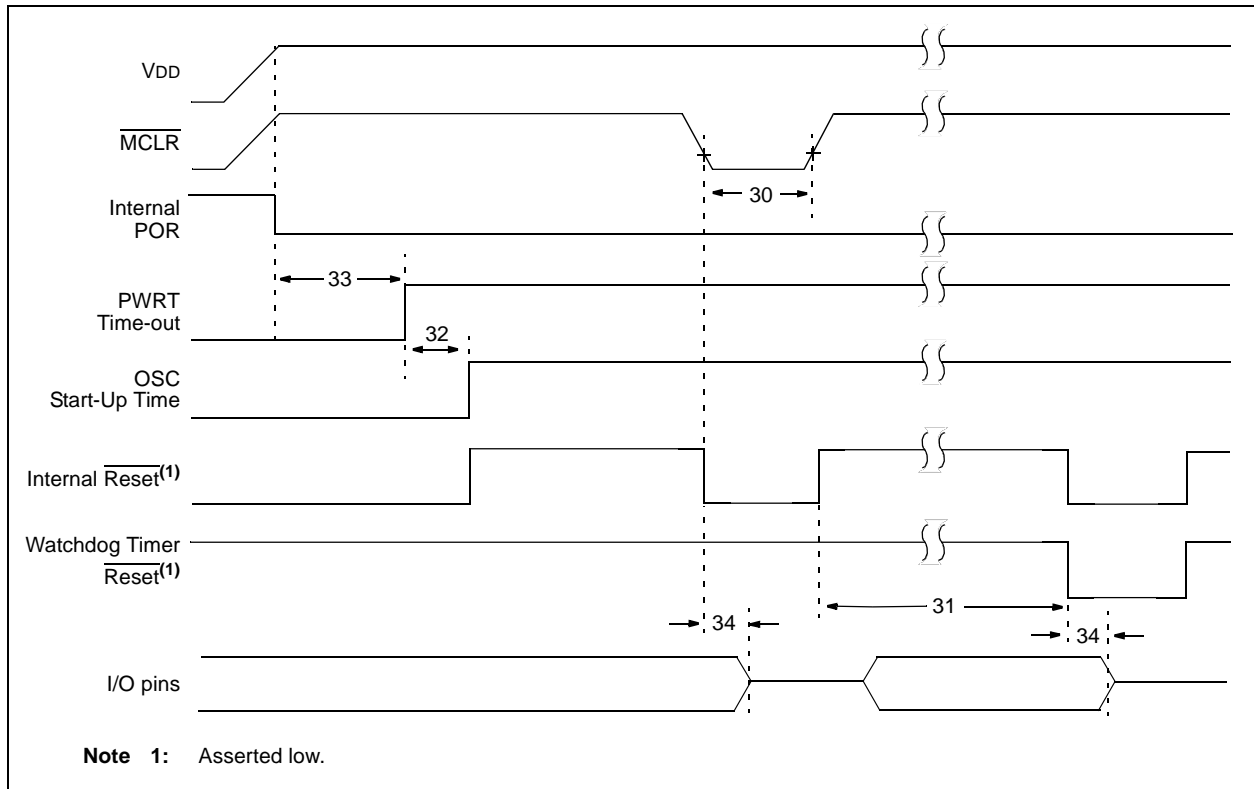 VDD
MCLR
30
Internal
POR
33
PWRT
Time-out
32
OSC
Start-Up Time
Internal Reset(1)
Watchdog Timer
Reset(1)
31
34
34
I/O pins
Note 1: Asserted low.